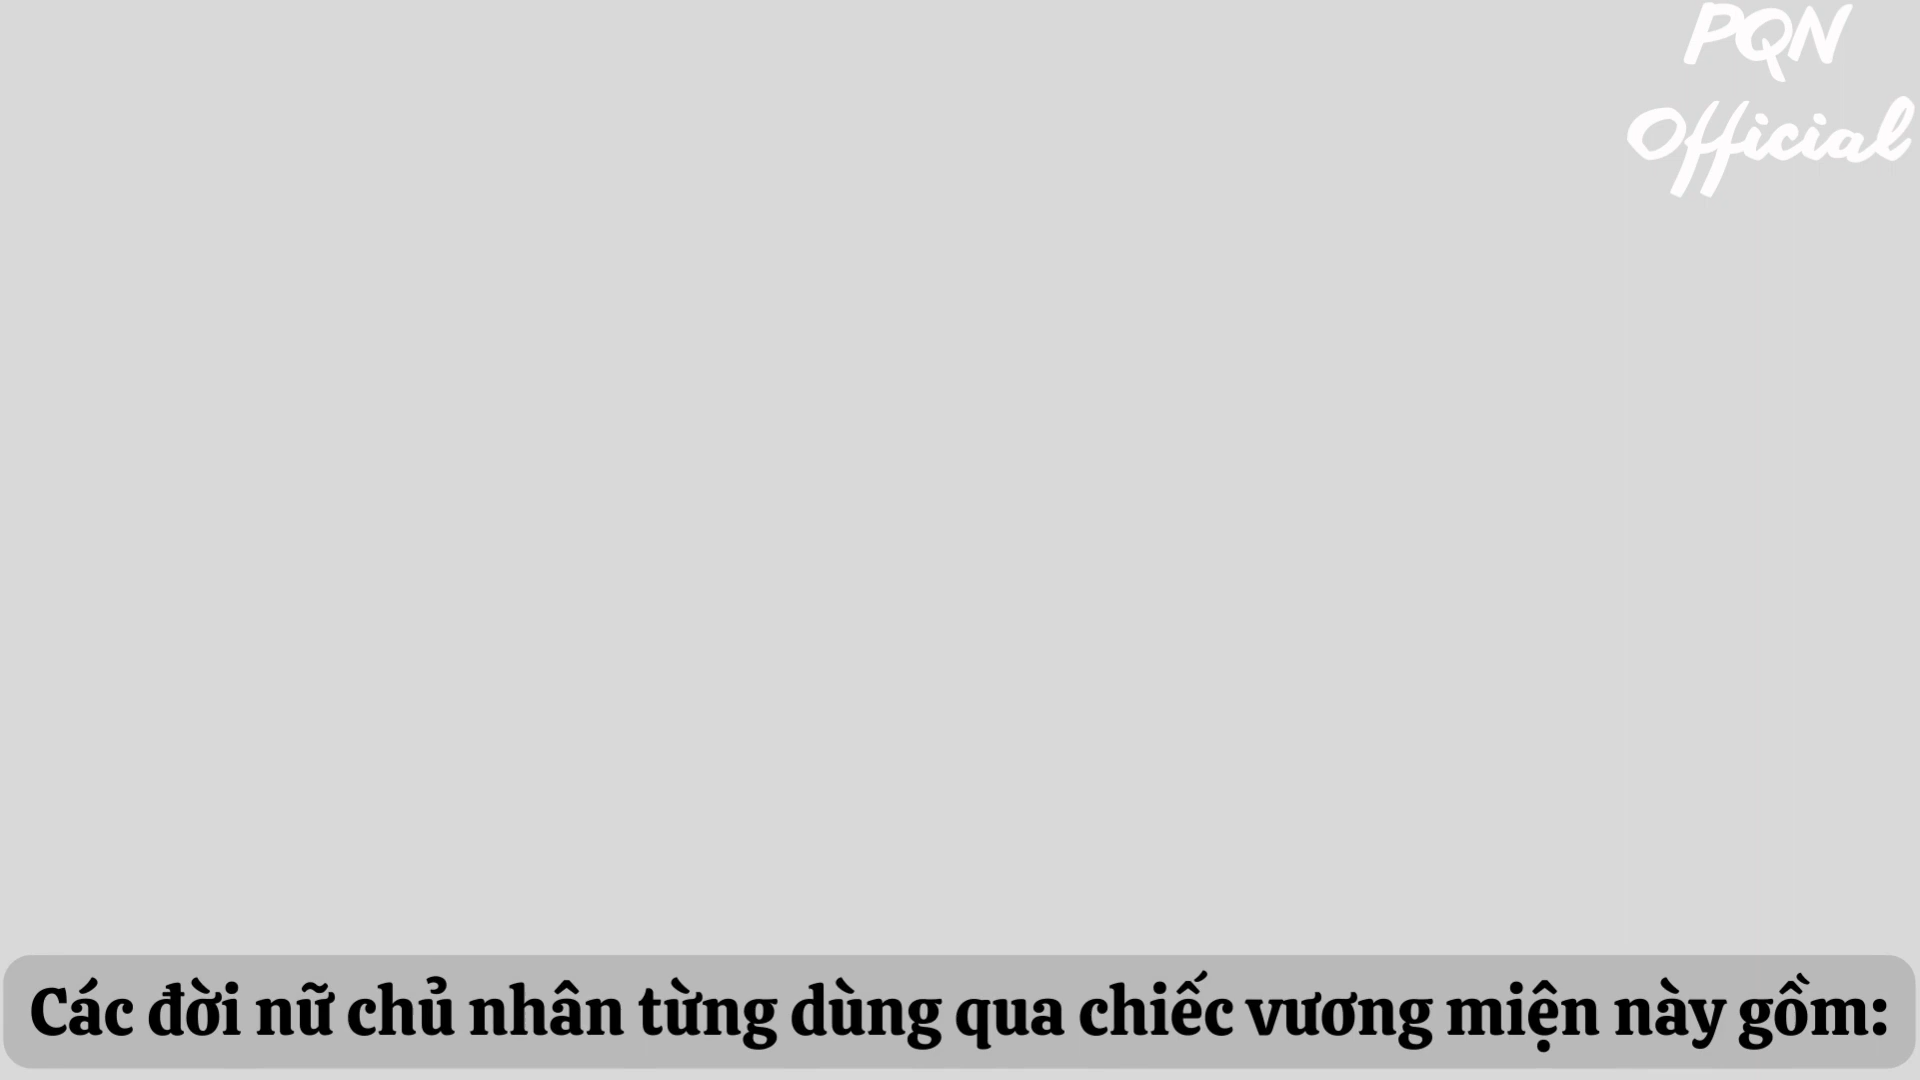 PQN
Official
Các đời nữ chủ nhân từng dùng qua chiếc vương miện này gồm: